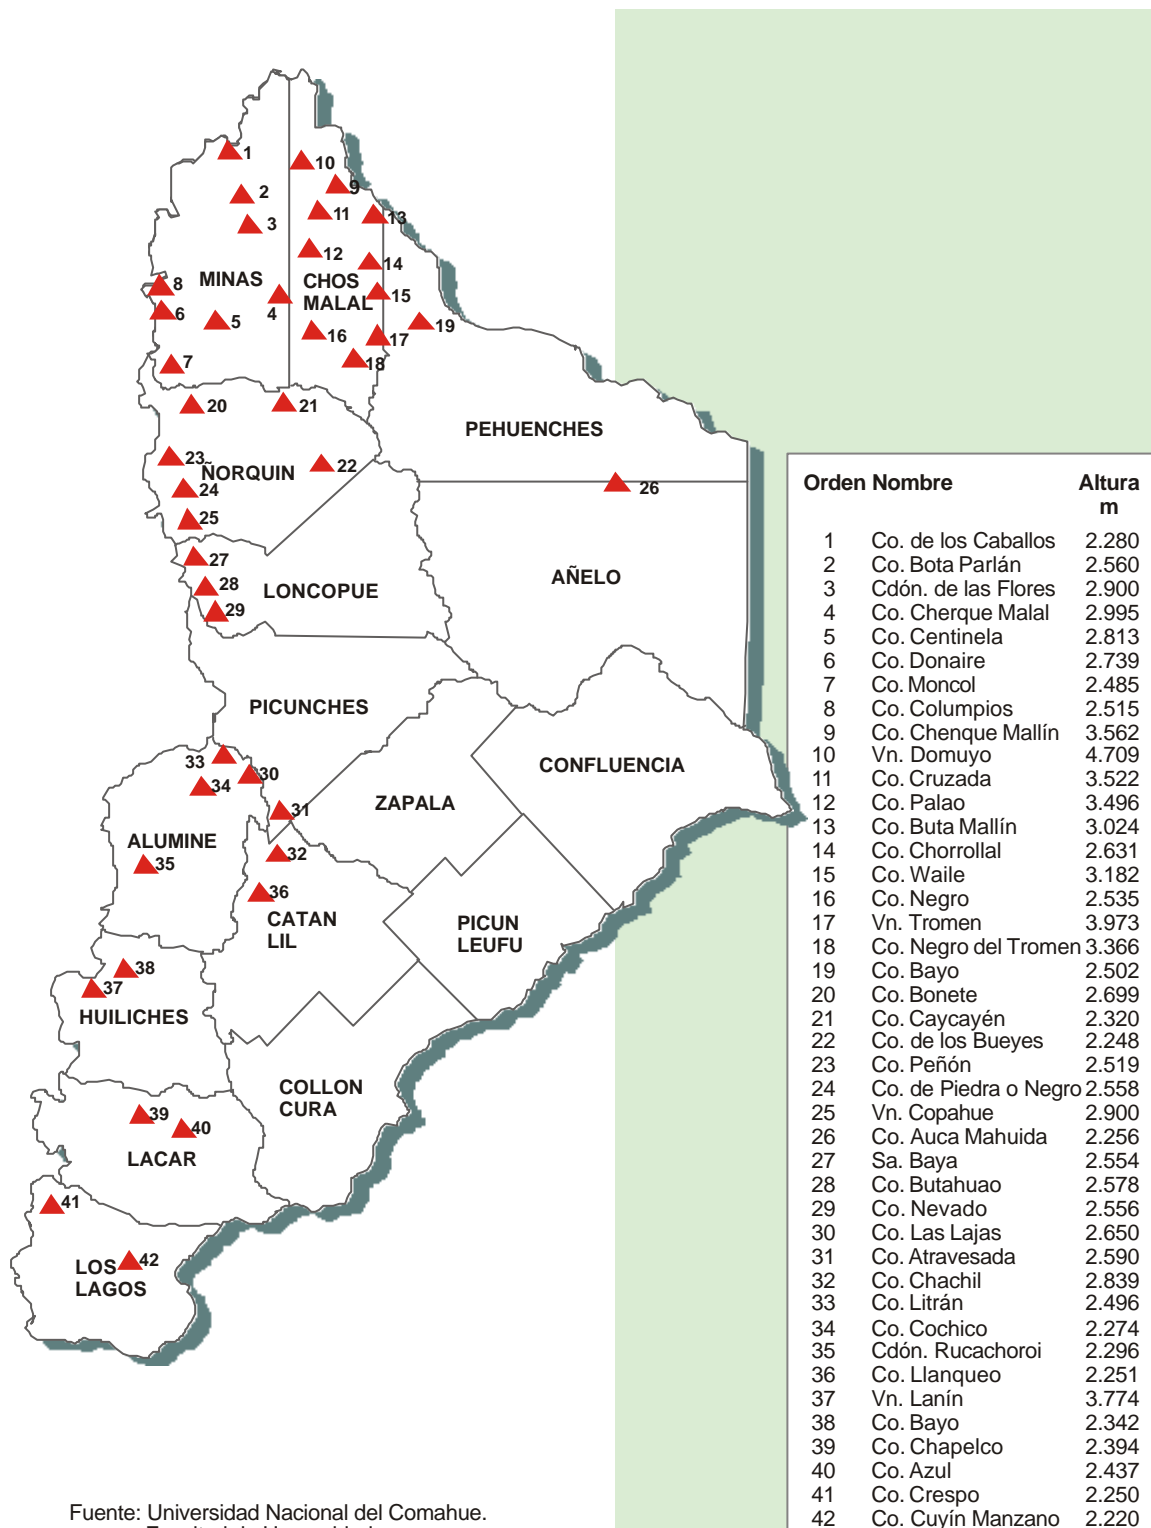 1
10
9
2
11
13
3
12
14
MINAS
CHOS
MALAL
8
15
4
6
5
16
19
17
7
18
20
21
PEHUENCHES
23
ÑORQUIN
22
24
26
25
27
AÑELO
28
LONCOPUE
29
PICUNCHES
33
30
CONFLUENCIA
34
ZAPALA
31
ALUMINE
32
35
36
CATAN
LIL
PICUN
LEUFU
38
37
HUILICHES
COLLON
CURA
39
40
LACAR
41
42
LOS
LAGOS
Orden Nombre Altura
m
1 Co. de los Caballos 2.280
2 Co. Bota Parlán 2.560
3 Cdón. de las Flores 2.900
4 Co. Cherque Malal 2.995
5 Co. Centinela 2.813
6 Co. Donaire 2.739
7 Co. Moncol 2.485
8 Co. Columpios 2.515
9 Co. Chenque Mallín 3.562
10 Vn. Domuyo 4.709
11 Co. Cruzada 3.522
12 Co. Palao 3.496
13 Co. Buta Mallín 3.024
14 Co. Chorrollal 2.631
15 Co. Waile 3.182
16 Co. Negro 2.535
17 Vn. Tromen 3.973
18 Co. Negro del Tromen 3.366
19 Co. Bayo 2.502
20 Co. Bonete 2.699
21 Co. Caycayén 2.320
22 Co. de los Bueyes 2.248
23 Co. Peñón 2.519
24 Co. de Piedra o Negro 2.558
25 Vn. Copahue 2.900
26 Co. Auca Mahuida 2.256
27 Sa. Baya 2.554
28 Co. Butahuao 2.578
29 Co. Nevado 2.556
30 Co. Las Lajas 2.650
31 Co. Atravesada 2.590
32 Co. Chachil 2.839
33 Co. Litrán 2.496
34 Co. Cochico 2.274
35 Cdón. Rucachoroi 2.296
36 Co. Llanqueo 2.251
37 Vn. Lanín 3.774
38 Co. Bayo 2.342
39 Co. Chapelco 2.394
40 Co. Azul 2.437
41 Co. Crespo 2.250
42 Co. Cuyín Manzano 2.220
Fuente: Universidad Nacional del Comahue.